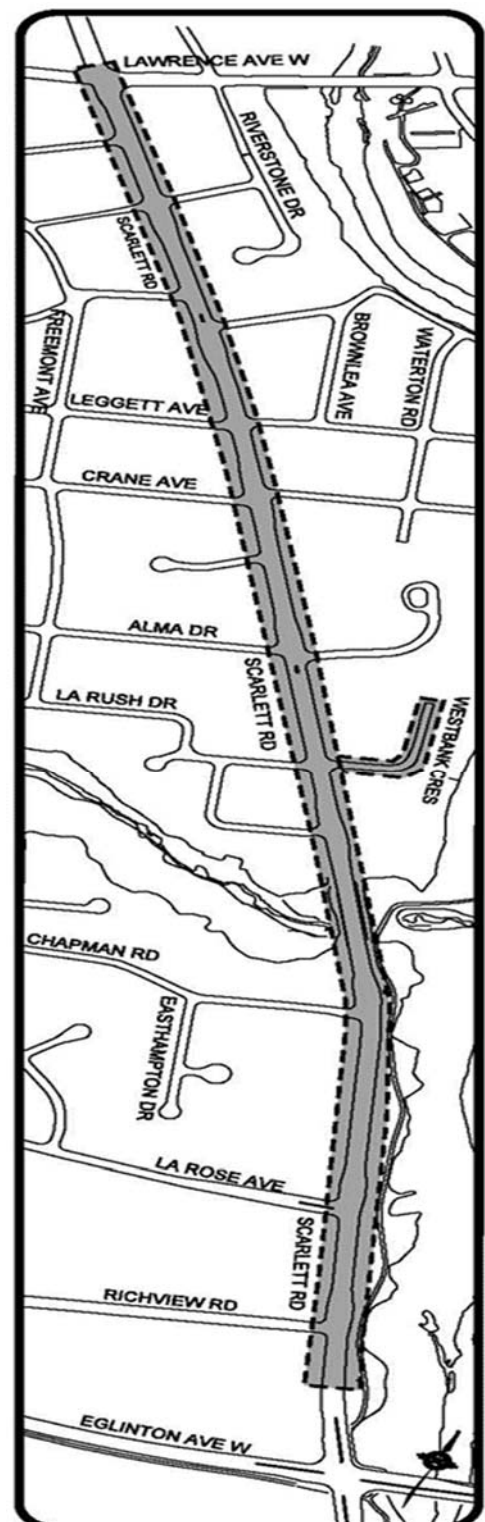 LAWRENCE AVE W
RIVERSTONE DR
SCARLETT RD
FREEMONT AVE
BROWNLEA AVE
WATERTON RD
LEGGETT AVE
CRANE AVE
ALMA DR
SCARLETT RD
LA RUSH DR
WESTBANK CRES
CHAPMAN RD
EASTHAMPTON DR
LA ROSE AVE
SCARLETT RD
RICHVIEW RD
EGLINTON AVE W